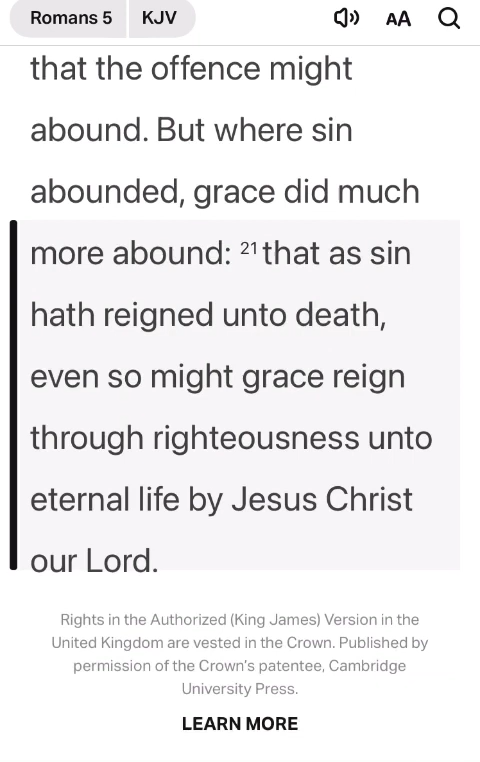 Romans 5 KJV AA
that the offence might
abound. But where sin
abounded, grace did much
more abound: 21 that as sin
hath reigned unto death,
even so might grace reign
through righteousness unto
eternal life by Jesus Christ
our Lord.
Rights in the Authorized (King James) Version in the
United Kingdom are vested in the Crown. Published by
permission of the Crown’s patentee, Cambridge
University Press.
LEARN MORE